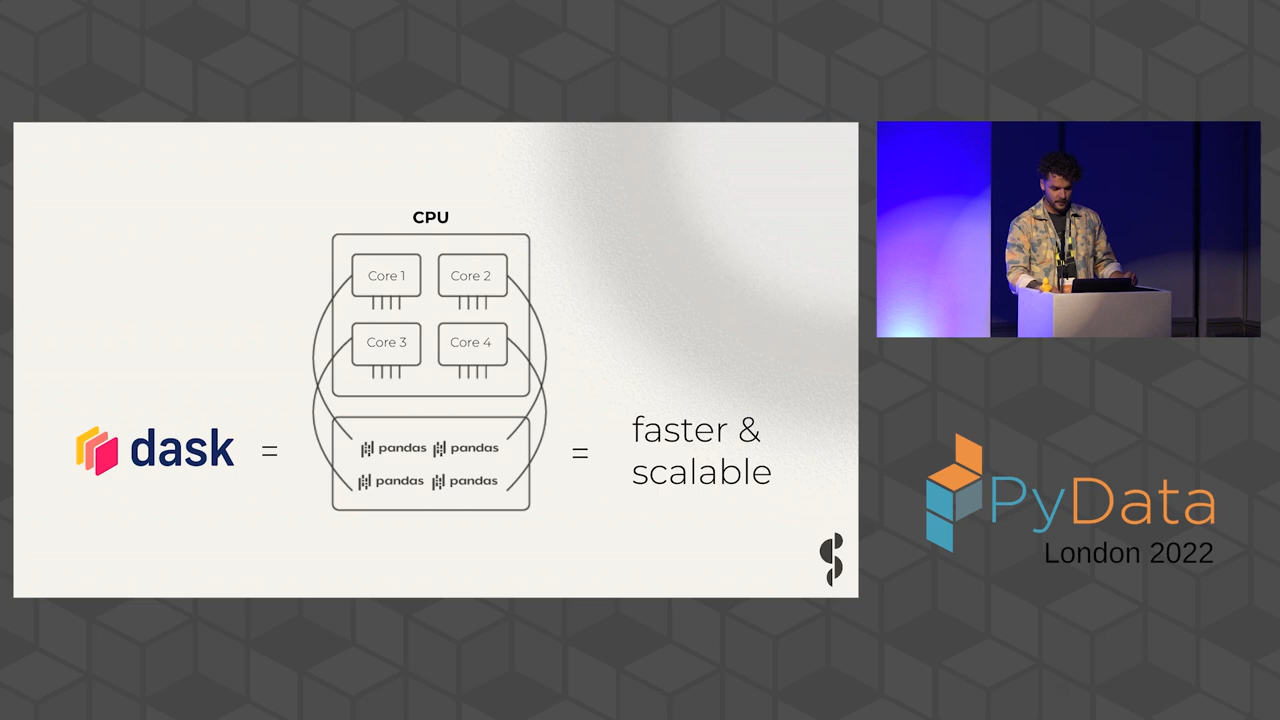 CPU
Core 1 Core 2
Core 3 Core 4
dask = pandas pandas = faster &
pandas pandas scalable
PyData
London 2022